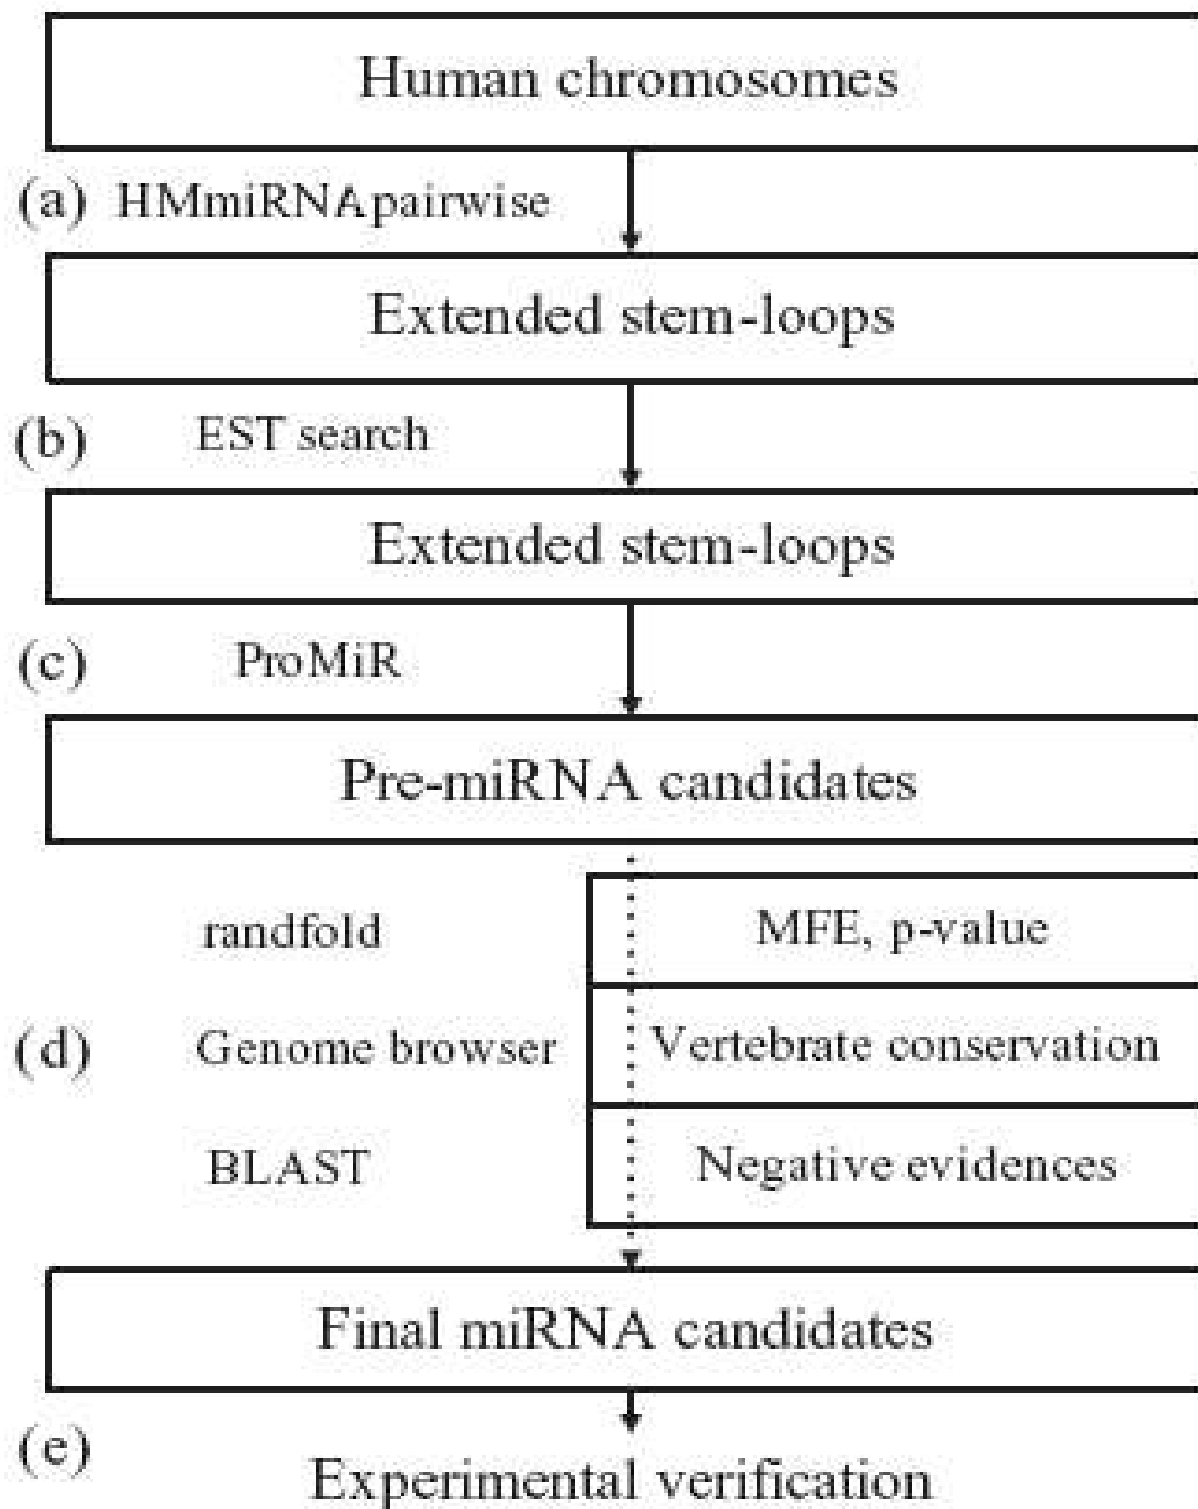 Human chromosomes
(a) HMmiRNApairwise
Extended stem-loops
(b) EST search
Extended stem-loops
(c) ProMiR
Pre-miRNA candidates
randfold MFE, p-value
(d) Genome browser Vertebrate conservation
BLAST Negative evidences
Final miRNA candidates
(e)
Experimental verification